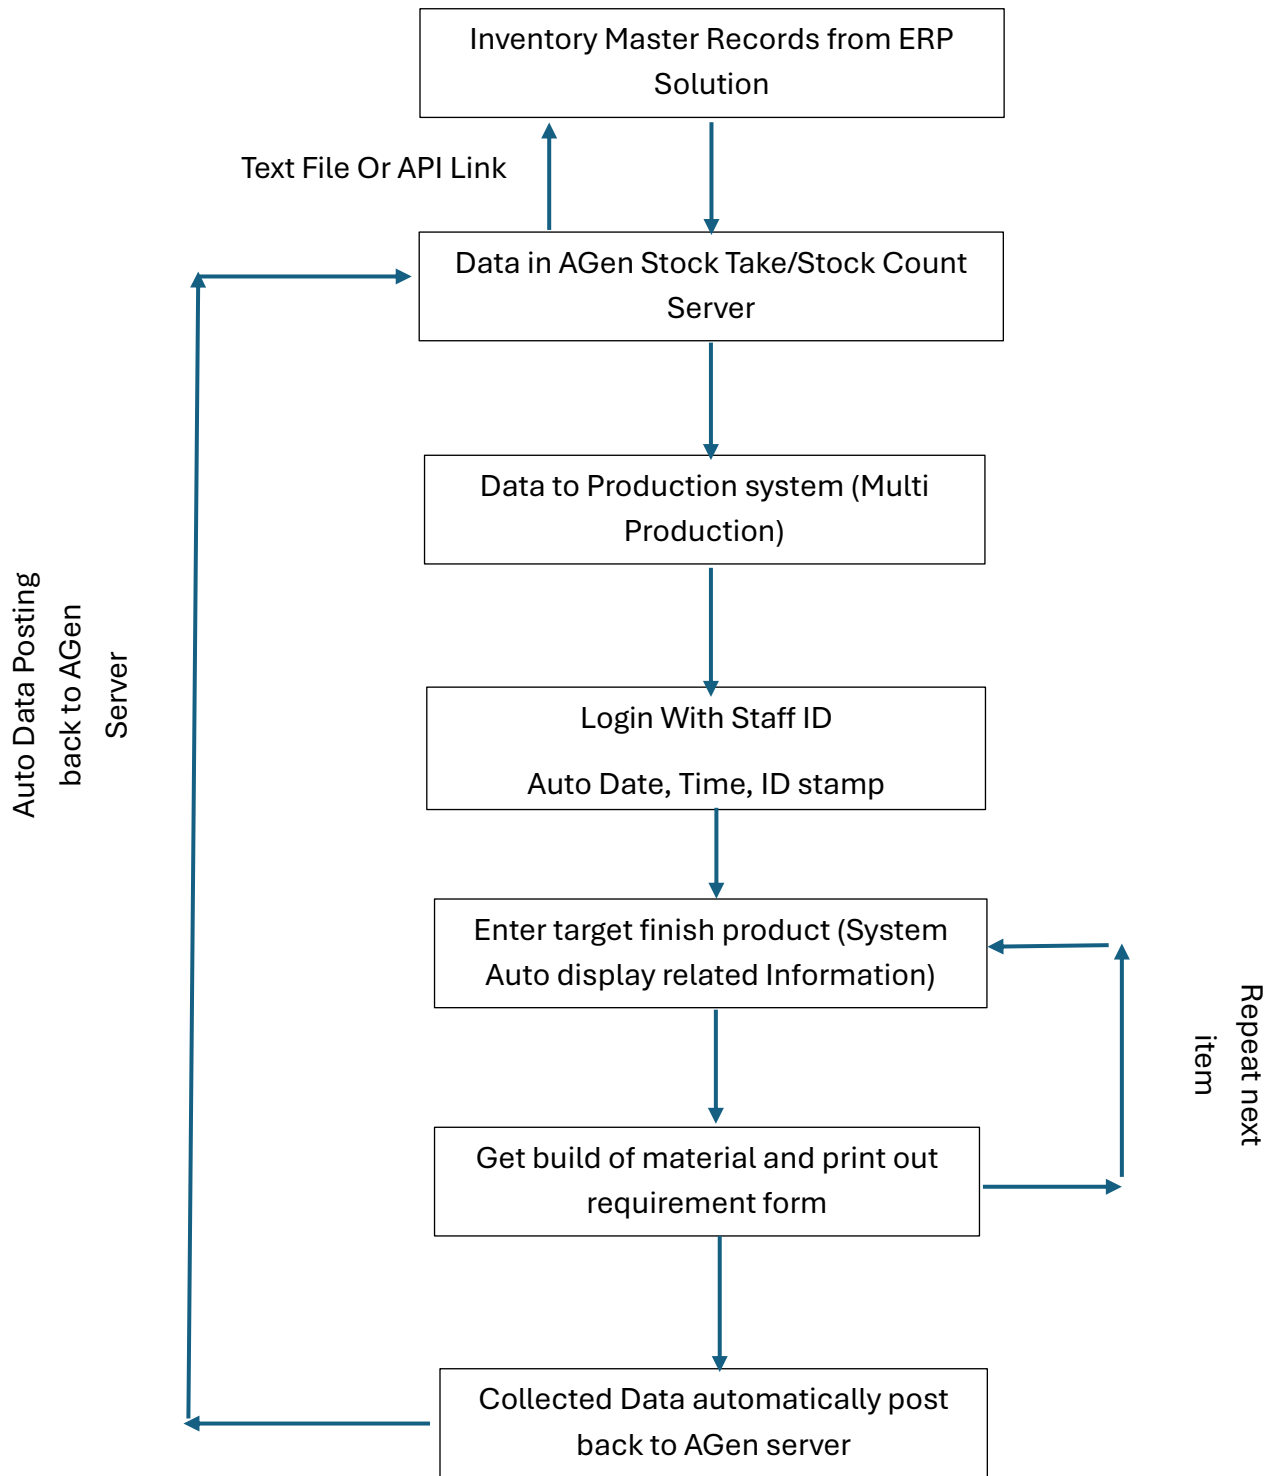 Inventory Master Records from ERP
Solution
Text File Or API Link
Data in AGen Stock Take/Stock Count
Server
Data to Production system (Multi
Production)
Auto Data Posting
back to AGen
Server
Login With Staff ID
Auto Date, Time, ID stamp
Enter target finish product (System
Auto display related Information)
Repeat next
item
Get build of material and print out
requirement form
Collected Data automatically post
back to AGen server